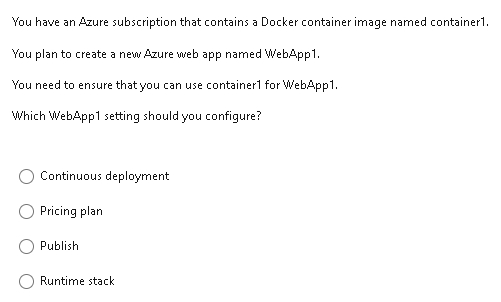 You have an Azure subscription that contains a Docker container image named container1.
You plan to create a new Azure web app named WebApp1.
You need to ensure that you can use container1 for WebApp1.
Which WebApp1 setting should you configure?
Continuous deployment
Pricing plan
Publish
Runtime stack